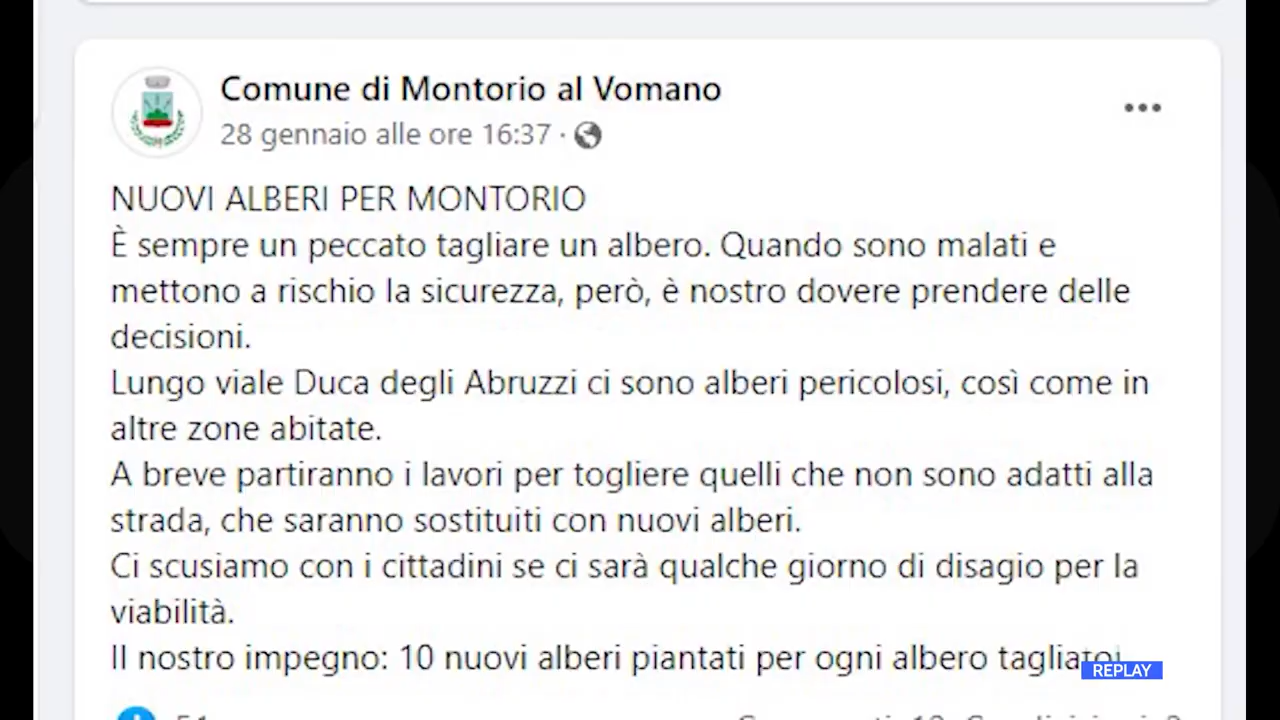 Comune di Montorio al Vomano
28 gennaio alle ore 16:37 ·
NUOVI ALBERI PER MONTORIO
È sempre un peccato tagliare un albero. Quando sono malati e
mettono a rischio la sicurezza, però, è nostro dovere prendere delle
decisioni.
Lungo viale Duca degli Abruzzi ci sono alberi pericolosi, così come in
altre zone abitate.
A breve partiranno i lavori per togliere quelli che non sono adatti alla
strada, che saranno sostituiti con nuovi alberi.
Ci scusiamo con i cittadini se ci sarà qualche giorno di disagio per la
viabilità.
Il nostro impegno: 10 nuovi alberi piantati per ogni albero tagliato!
REPLAY